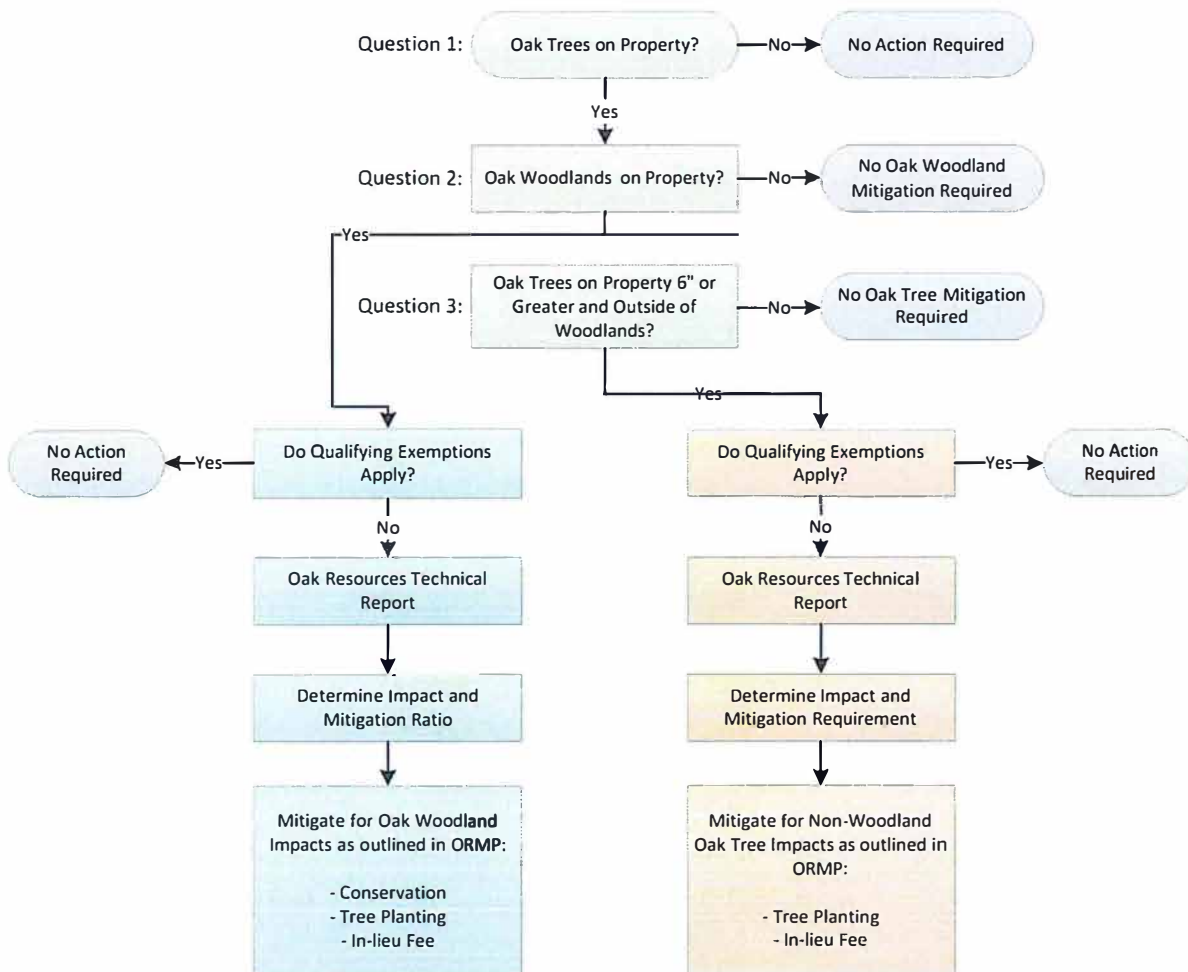 Question 1:
Oak Trees on Property?
No
No Action Required
Yes
Question 2:
Oak Woodlands on Property?
No
No Oak Woodland
Mitigation Required
Yes
Question 3:
Oak Trees on Property 6" or
Greater and Outside of
Woodlands?
No
No Oak Tree Mitigation
Required
Yes
No Action
Required
Yes
Do Qualifying Exemptions
Apply?
No
Oak Resources Technical
Report
Determine Impact and
Mitigation Ratio
Mitigate for Oak Woodland
Impacts as outlined in ORMP:
- Conservation
- Tree Planting
- In-lieu Fee
Do Qualifying Exemptions
Apply?
Yes
No Action
Required
No
Oak Resources Technical
Report
Determine Impact and
Mitigation Requirement
Mitigate for Non-Woodland
Oak Tree Impacts as outlined in
ORMP:
- Tree Planting
- In-lieu Fee